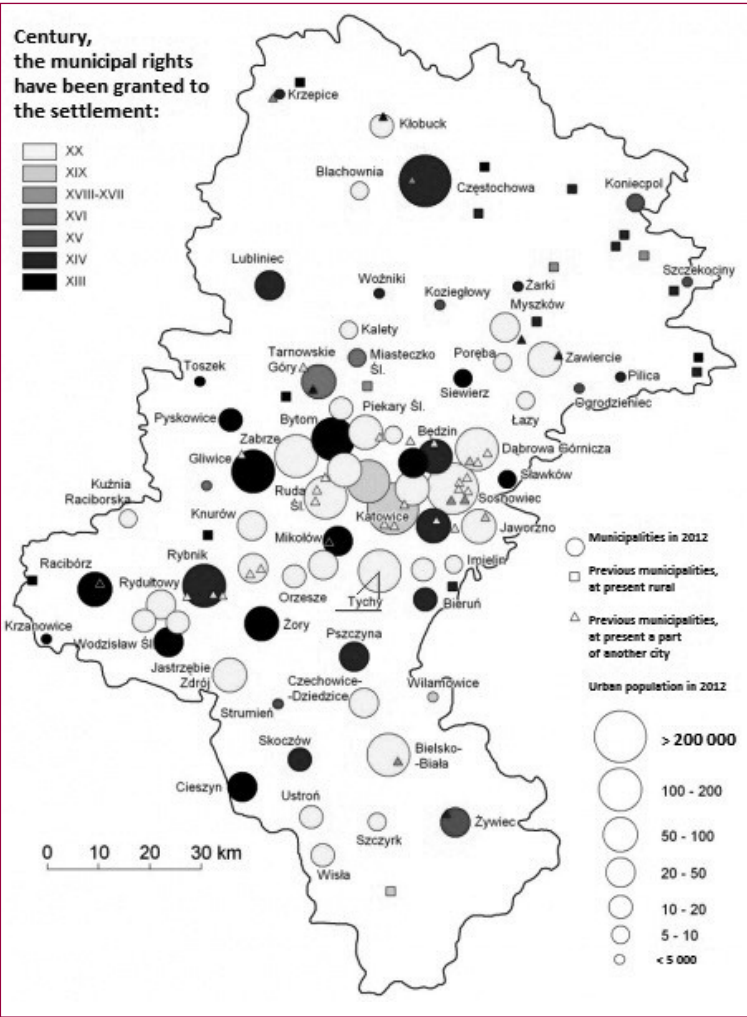 Century,
the municipal rights
have been granted to
the settlement:
XX
XIX
XVIII-XVII
XVI
XV
XIV
XIII
Krzepice
Kłobuck
Blachownia
Częstochowa
Koniecpol
Lubliniec
Woźniki
Koziegłowy
Żarki
Szczekociny
Myszków
Kalety
Tarnowskie
Góry
Miasteczko
Śl.
Poręba
Zawiercie
Toszek
Siewierz
Pilica
Ogrodzieniec
Łazy
Pyskowice
Bytom
Piekary Śl.
Będzin
Zabrze
Dąbrowa Górnicza
Gliwice
Sławków
Kuźnia
Raciborska
Ruda
Śl.
Sosnowiec
Katowice
Knurów
Jaworzno
Mikołów
Racibórz
Rybnik
Rydułtowy
Imielin
Orzesze
Tychy
Bieruń
Krzanowice
Wodzisław Śl.
Żory
Pszczyna
Jastrzębie
Zdrój
Czechowice-
-Dziedzice
Wilamowice
Strumień
Skoczów
Bielsko-
-Biała
Cieszyn
Ustroń
Szczyrk
Żywiec
Wisła
0 10 20 30 km
Municipalities in 2012
Previous municipalities,
at present rural
Previous municipalities,
at present a part
of another city
Urban population in 2012
> 200 000
100 - 200
50 - 100
20 - 50
10 - 20
5 - 10
< 5 000